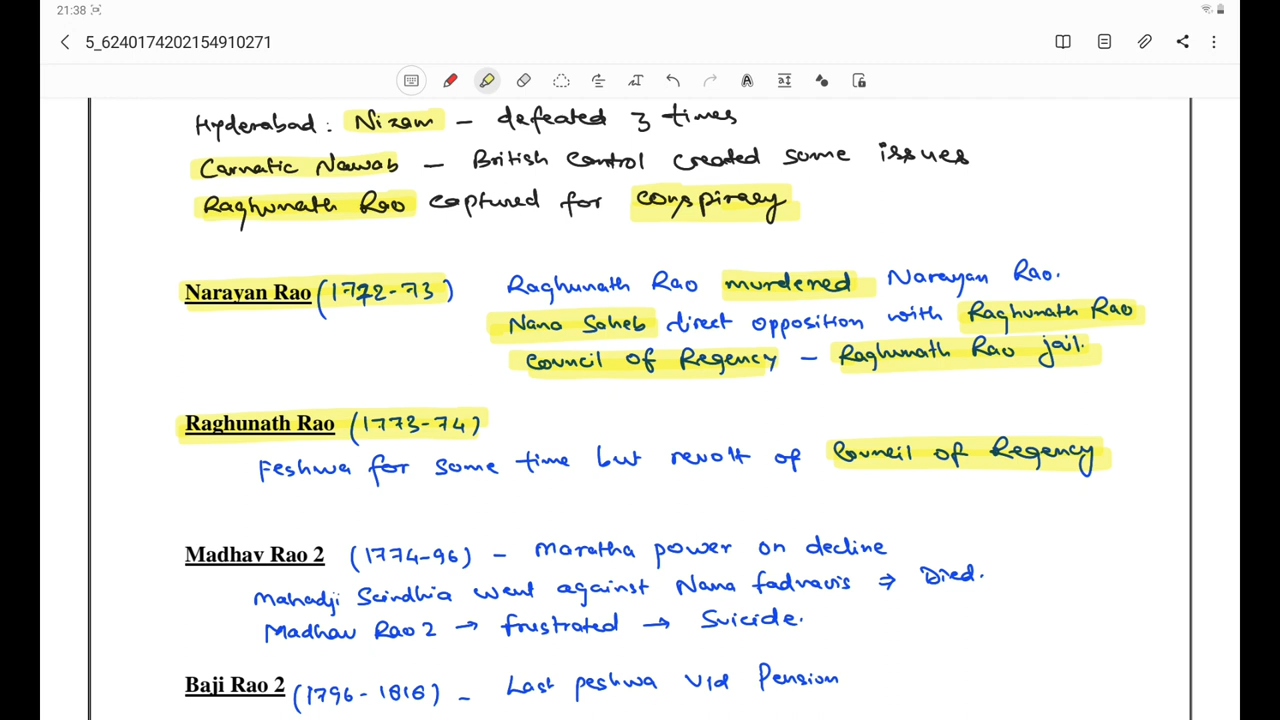 21:38
5_6240174202154910271
Hyderabad: Nizam - defeated 3 times
Carnatic Nawab - British Control created some issues
Raghunath Rao captured for conspiracy
Narayan Rao (1772-73) Raghunath Rao murdered Narayan Rao.
Nana Saheb direct opposition with Raghunath Rao
Council of Regency - Raghunath Rao jail.
Raghunath Rao (1773-74)
Peshwa for some time but revolt of Council of Regency
Madhav Rao 2 (1774-96) - Maratha power on decline
Mahadji Scindhia went against Nana fadnavis ⇒ Died.
Madhav Rao 2 → frustrated → Suicide.
Baji Rao 2 (1796-1818) - Last peshwa Pension